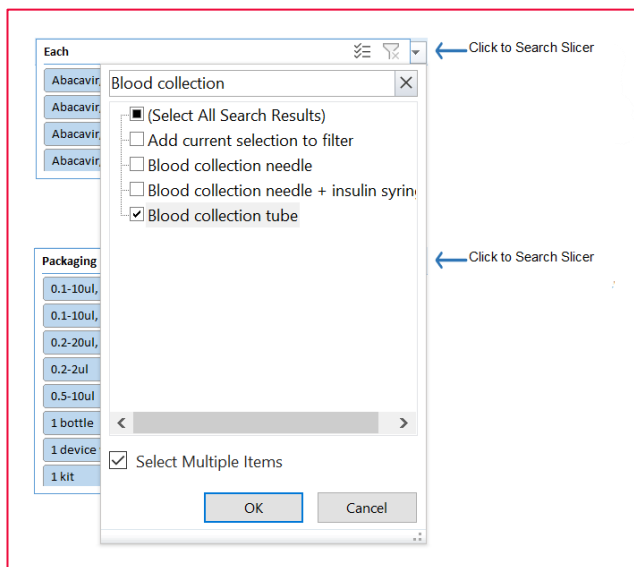 Each
Click to Search Slicer
Abacavir,
Abacavir,
Abacavir,
Abacavir,
Blood collection
(Select All Search Results)
Add current selection to filter
Blood collection needle
Blood collection needle + insulin syrin
Blood collection tube
Select Multiple Items
OK Cancel
Packaging
Click to Search Slicer
0.1-10ul,
0.1-10ul,
0.2-20ul,
0.2-2ul
0.5-10ul
1 bottle
1 device
1 kit